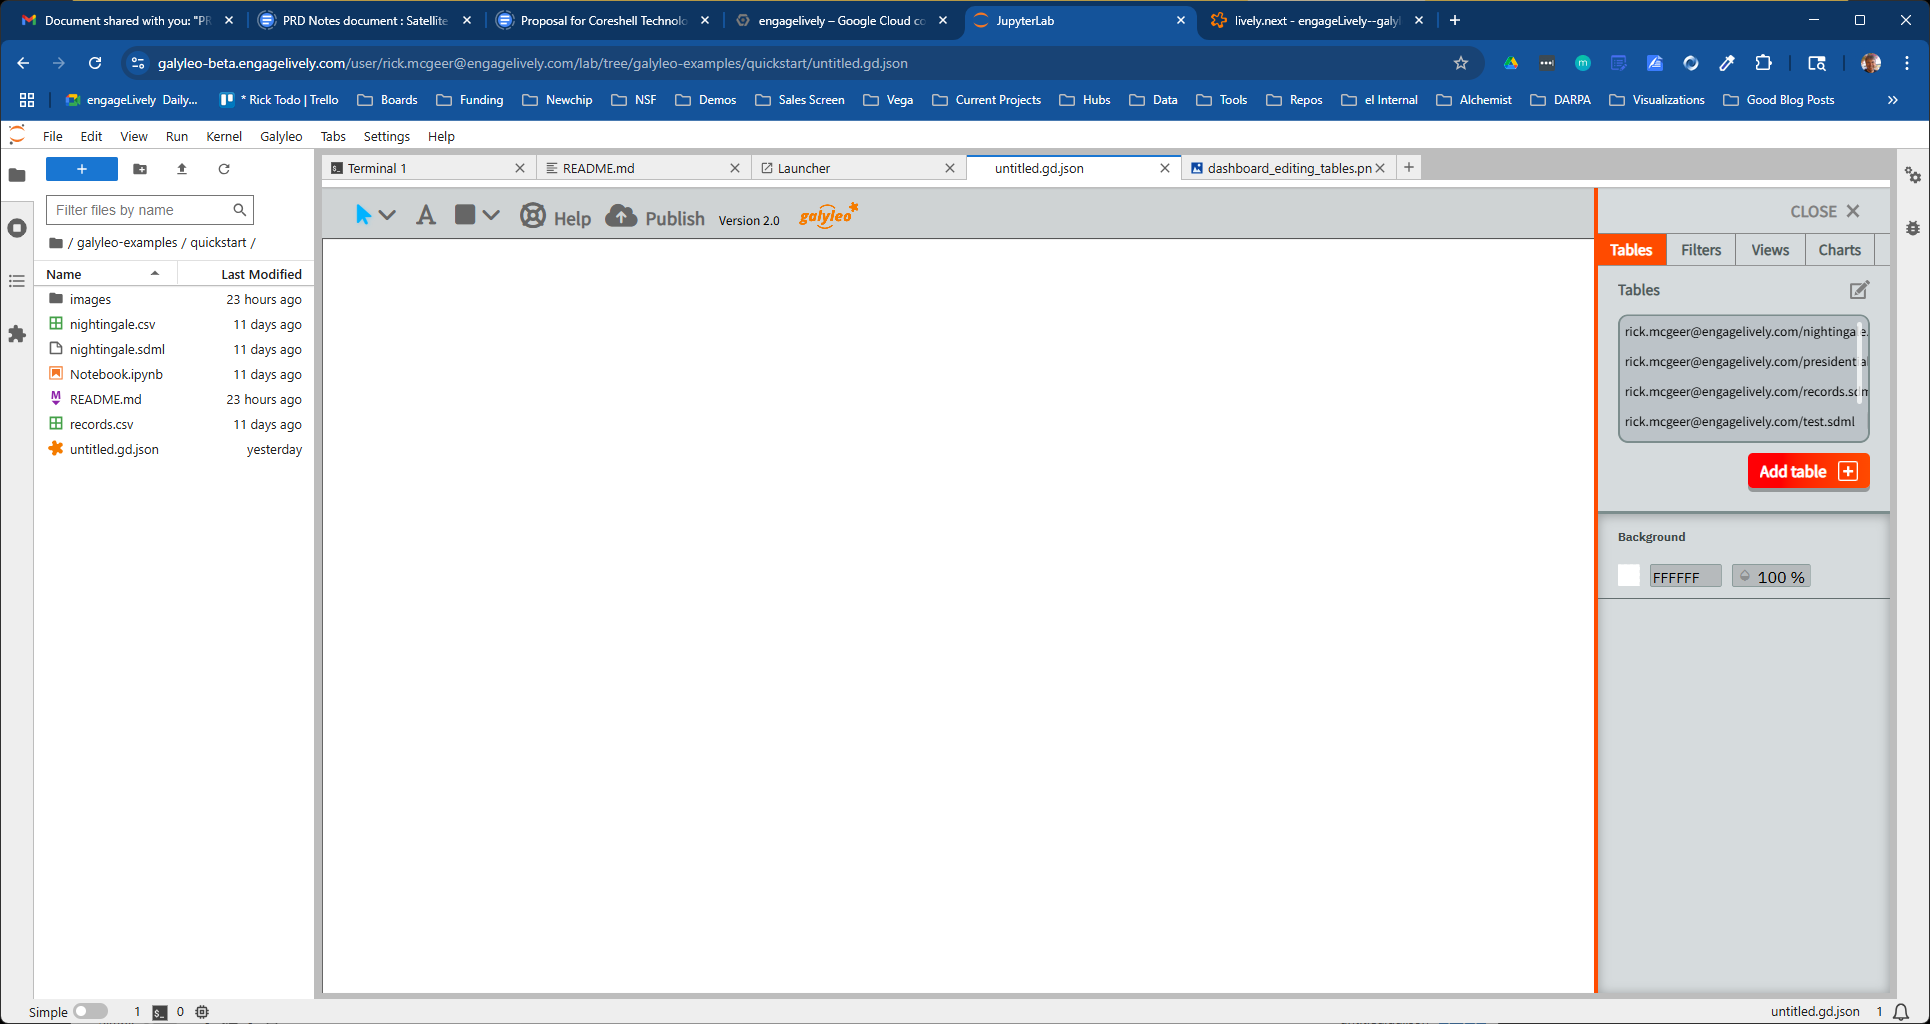 Document shared with you: "PR
PRD Notes document : Satellite
Proposal for Coreshell Technolo
engagelively – Google Cloud co
JupyterLab
lively.next - engageLively--galyl
galyleo-beta.engagelively.com/user/rick.mcgeer@engagelively.com/lab/tree/galyleo-examples/quickstart/untitled.gd.json
engageLively Daily...
* Rick Todo | Trello
Boards
Funding
Newchip
NSF
Demos
Sales Screen
Vega
Current Projects
Hubs
Data
Tools
Repos
el Internal
Alchemist
DARPA
Visualizations
Good Blog Posts
File Edit View Run Kernel Galyleo Tabs Settings Help
Filter files by name
/ galyleo-examples / quickstart /
Name Last Modified
images 23 hours ago
nightingale.csv 11 days ago
nightingale.sdml 11 days ago
Notebook.ipynb 11 days ago
README.md 23 hours ago
records.csv 11 days ago
untitled.gd.json yesterday
Terminal 1
README.md
Launcher
untitled.gd.json
dashboard_editing_tables.pn
A
Help
Publish
Version 2.0
galyleo
CLOSE
Tables Filters Views Charts
Tables
rick.mcgeer@engagelively.com/nightingale.
rick.mcgeer@engagelively.com/presidential
rick.mcgeer@engagelively.com/records.sdm
rick.mcgeer@engagelively.com/test.sdml
Add table
Background
FFFFFF 100 %
Simple 1 0
untitled.gd.json 1